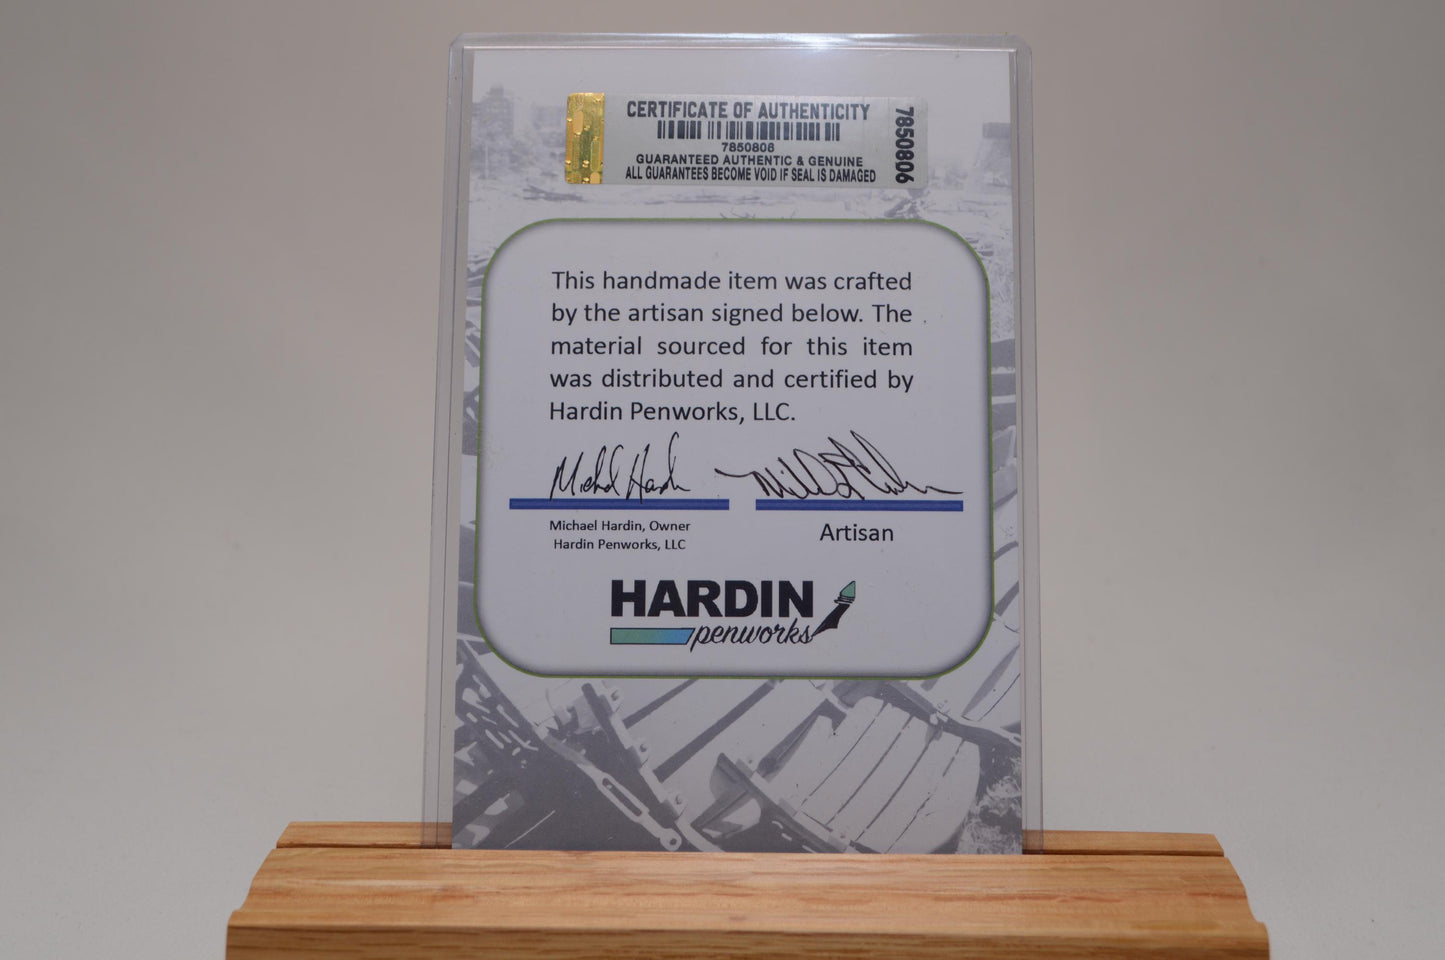 CERTIFICATE OF AUTHENTICITY
7850806
GUARANTEED AUTHENTIC & GENUINE
ALL GUARANTEES BECOME VOID IF SEAL IS DAMAGED
7850806
This handmade item was crafted
by the artisan signed below. The
material sourced for this item
was distributed and certified by
Hardin Penworks, LLC.
Michael Hardin
Michael Hardin, Owner
Hardin Penworks, LLC
Artisan
HARDIN
penworks